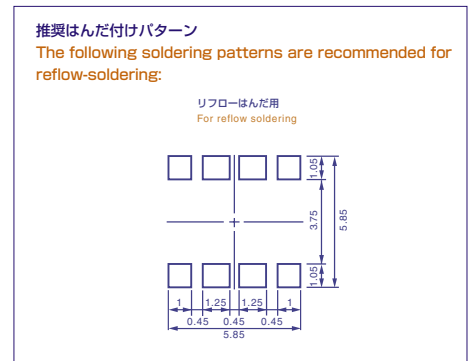 推奨はんだ付けパターン
The following soldering patterns are recommended for
reflow-soldering:
リフローはんだ用
For reflow soldering
1.05
3.75
5.85
1.05
1 1.25 1.25 1
0.45 0.45 0.45
5.85